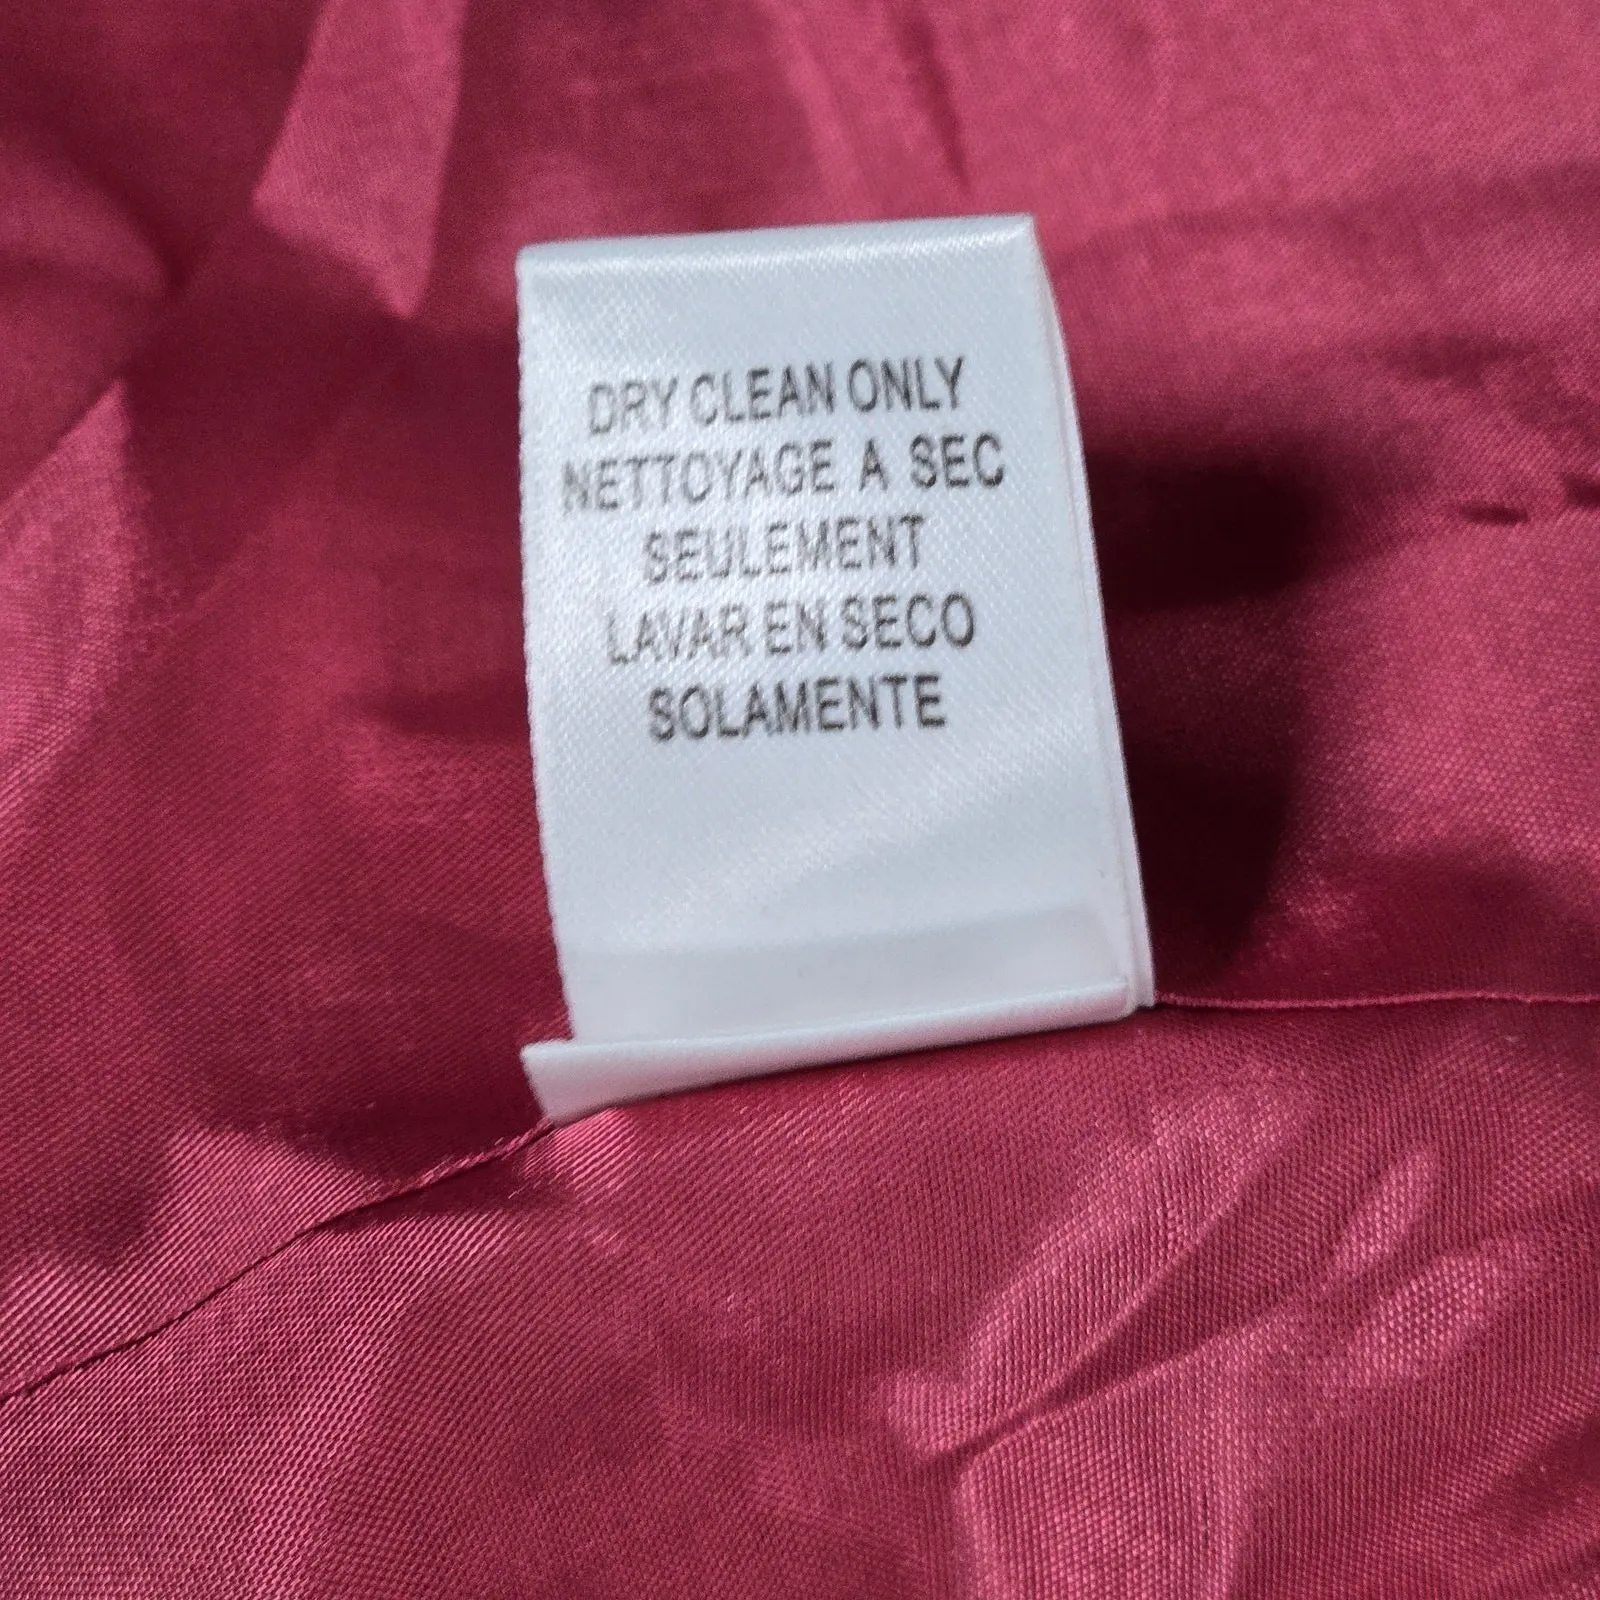 DRY CLEAN ONLY
NETTOYAGE A SEC
SEULEMENT
LAVAR EN SECO
SOLAMENTE